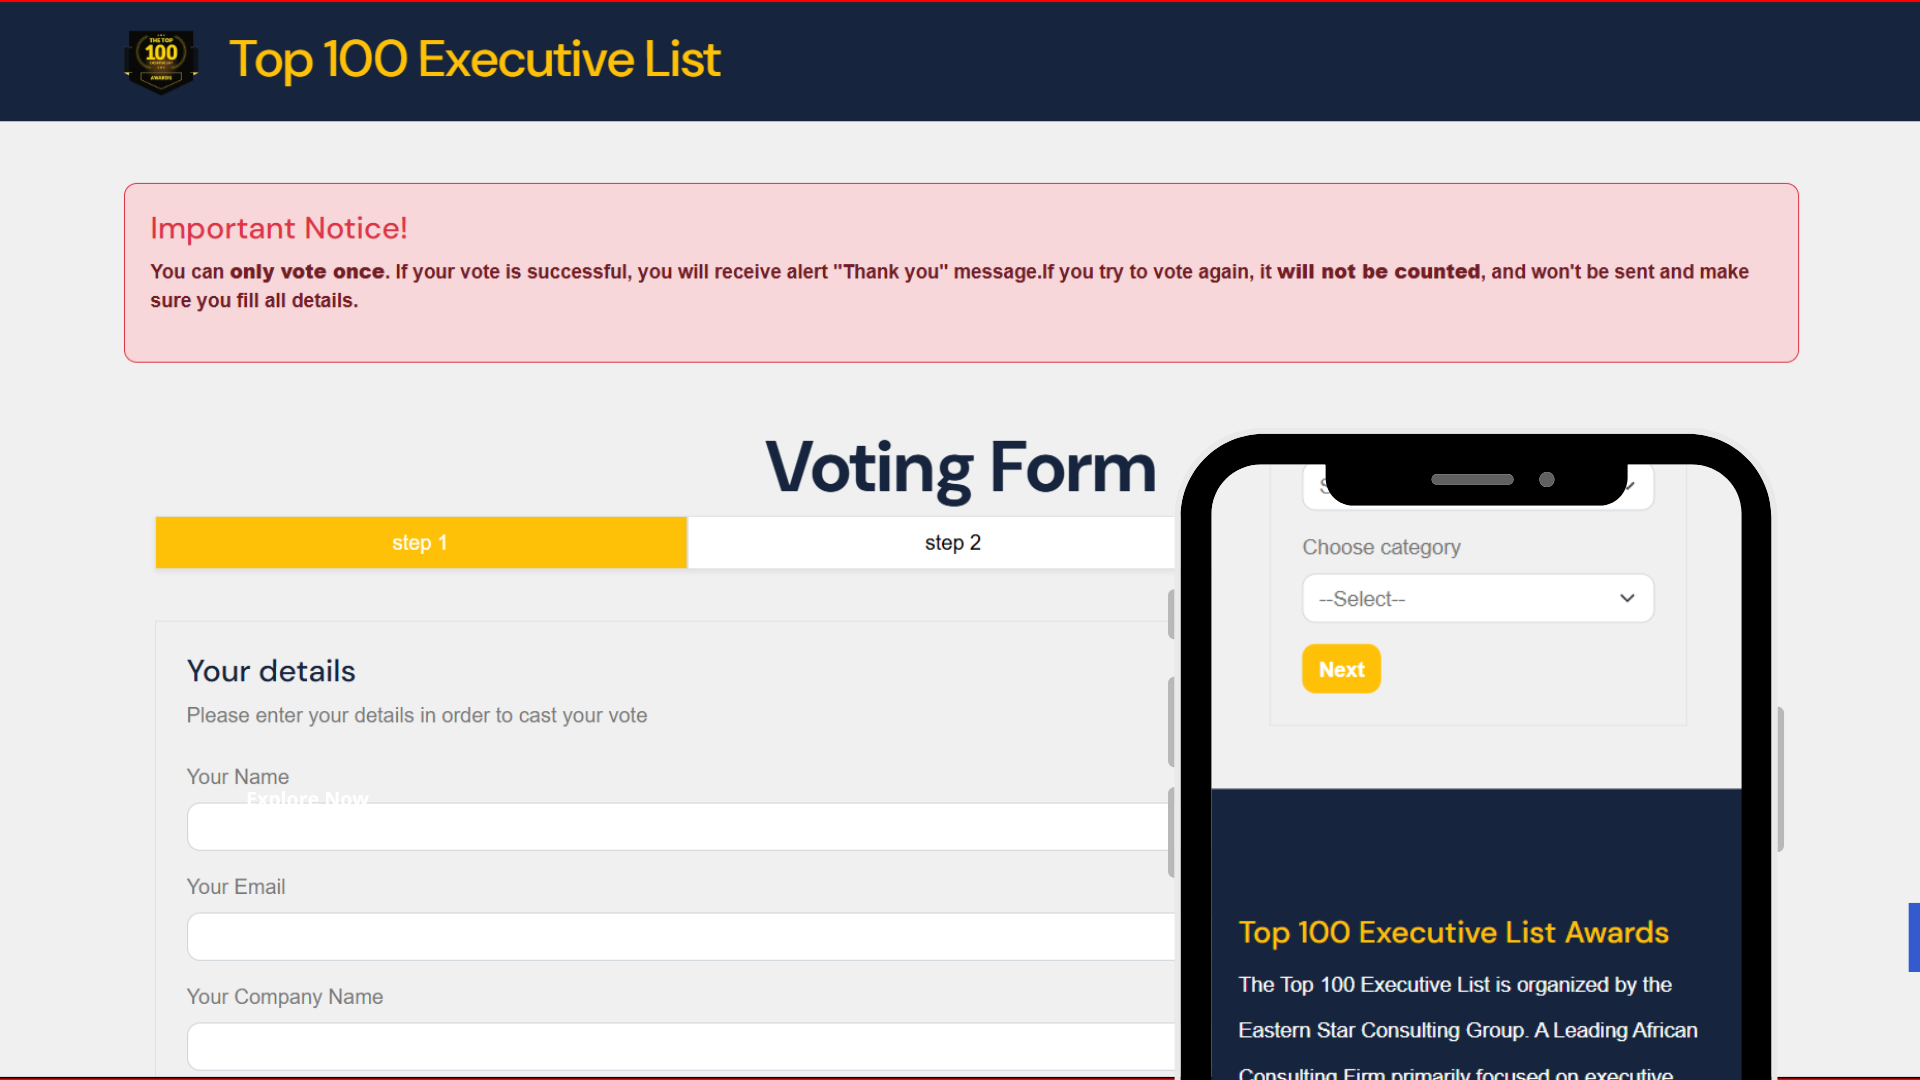 THE TOP
100
AWARDS
Top 100 Executive List
Important Notice!
You can only vote once. If your vote is successful, you will receive alert "Thank you" message.If you try to vote again, it will not be counted, and won't be sent and make
sure you fill all details.
Voting Form
step 1
step 2
Your details
Please enter your details in order to cast your vote
Your Name
Explore Now
Your Email
Your Company Name
Choose category
--Select--
Next
Top 100 Executive List Awards
The Top 100 Executive List is organized by the
Eastern Star Consulting Group. A Leading African
Consulting Firm primarily focused on executive